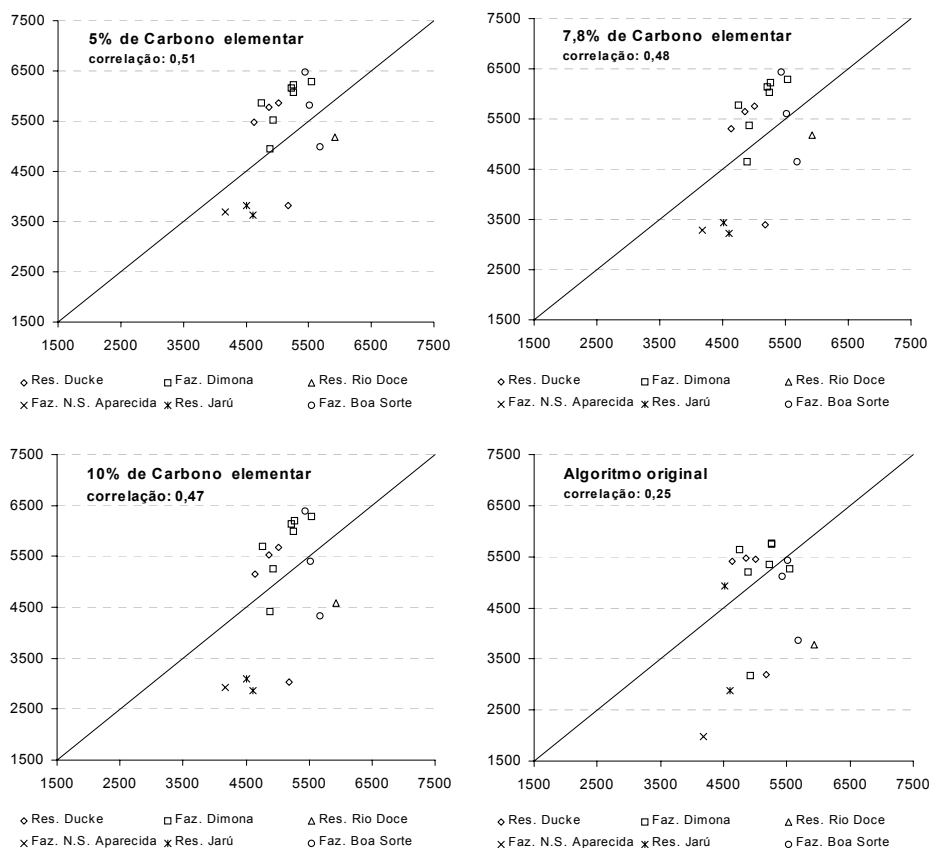 7500
6500
5500
4500
3500
2500
1500
5% de Carbono elementar
correlação: 0,51
1500 2500 3500 4500 5500 6500 7500
Res. Ducke Faz. Dimona Res. Rio Doce
Faz. N.S. Aparecida Res. Jarú Faz. Boa Sorte
7500
6500
5500
4500
3500
2500
1500
7,8% de Carbono elementar
correlação: 0,48
1500 2500 3500 4500 5500 6500 7500
Res. Ducke Faz. Dimona Res. Rio Doce
Faz. N.S. Aparecida Res. Jarú Faz. Boa Sorte
7500
6500
5500
4500
3500
2500
1500
10% de Carbono elementar
correlação: 0,47
1500 2500 3500 4500 5500 6500 7500
Res. Ducke Faz. Dimona Res. Rio Doce
Faz. N.S. Aparecida Res. Jarú Faz. Boa Sorte
7500
6500
5500
4500
3500
2500
1500
Algoritmo original
correlação: 0,25
1500 2500 3500 4500 5500 6500 7500
Res. Ducke Faz. Dimona Res. Rio Doce
Faz. N.S. Aparecida Res. Jarú Faz. Boa Sorte